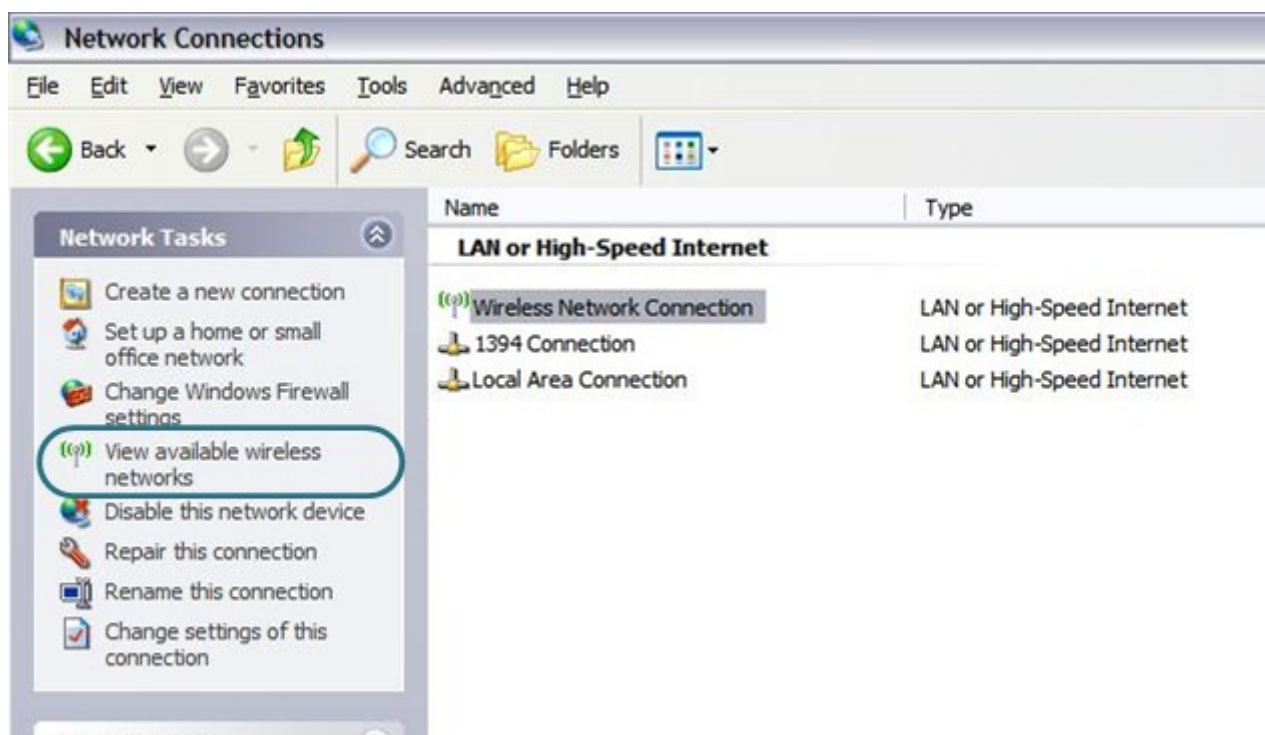 Network Connections
File Edit View Favorites Tools Advanced Help
Back Search Folders
Name Type
Network Tasks
LAN or High-Speed Internet
Create a new connection
Set up a home or small
office network
Change Windows Firewall
settings
View available wireless
networks
Disable this network device
Repair this connection
Rename this connection
Change settings of this
connection
Wireless Network Connection LAN or High-Speed Internet
1394 Connection LAN or High-Speed Internet
Local Area Connection LAN or High-Speed Internet